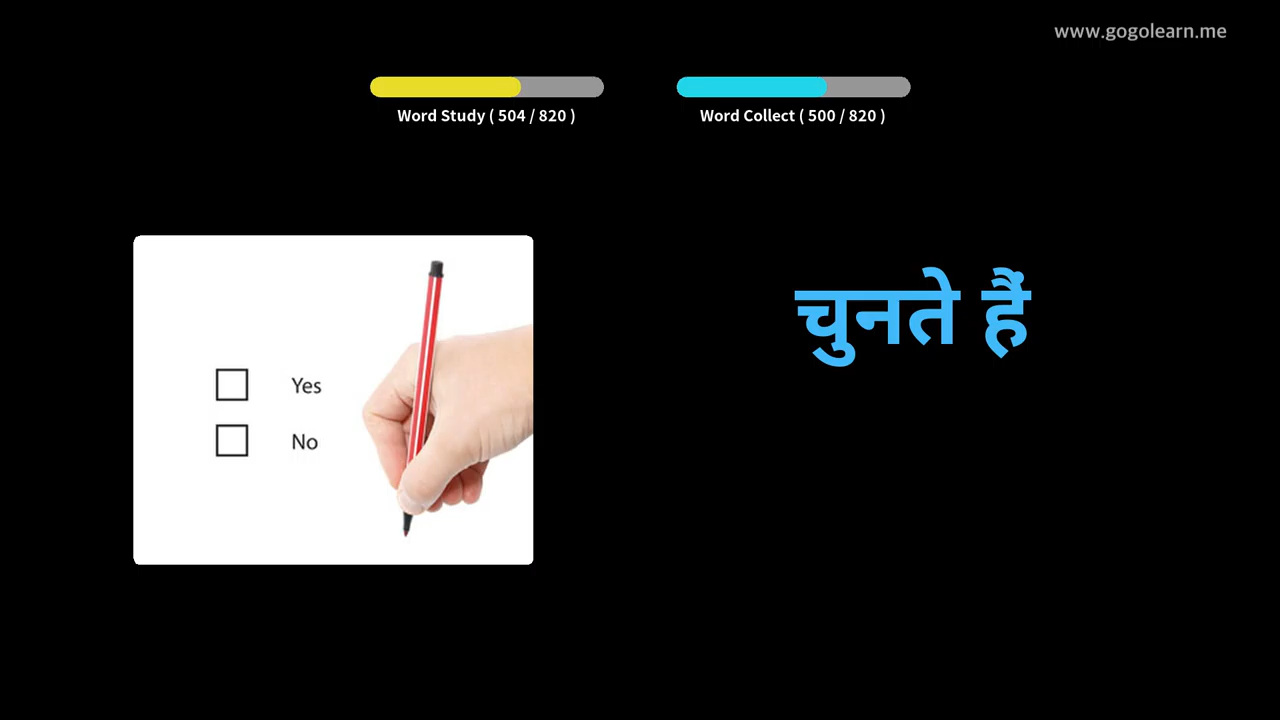 www.gogolearn.me
Word Study ( 504 / 820 )
Word Collect ( 500 / 820 )
चुनते हैं
Yes
No